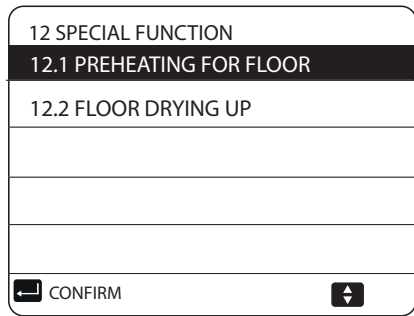 12 SPECIAL FUNCTION
12.1 PREHEATING FOR FLOOR
12.2 FLOOR DRYING UP
CONFIRM